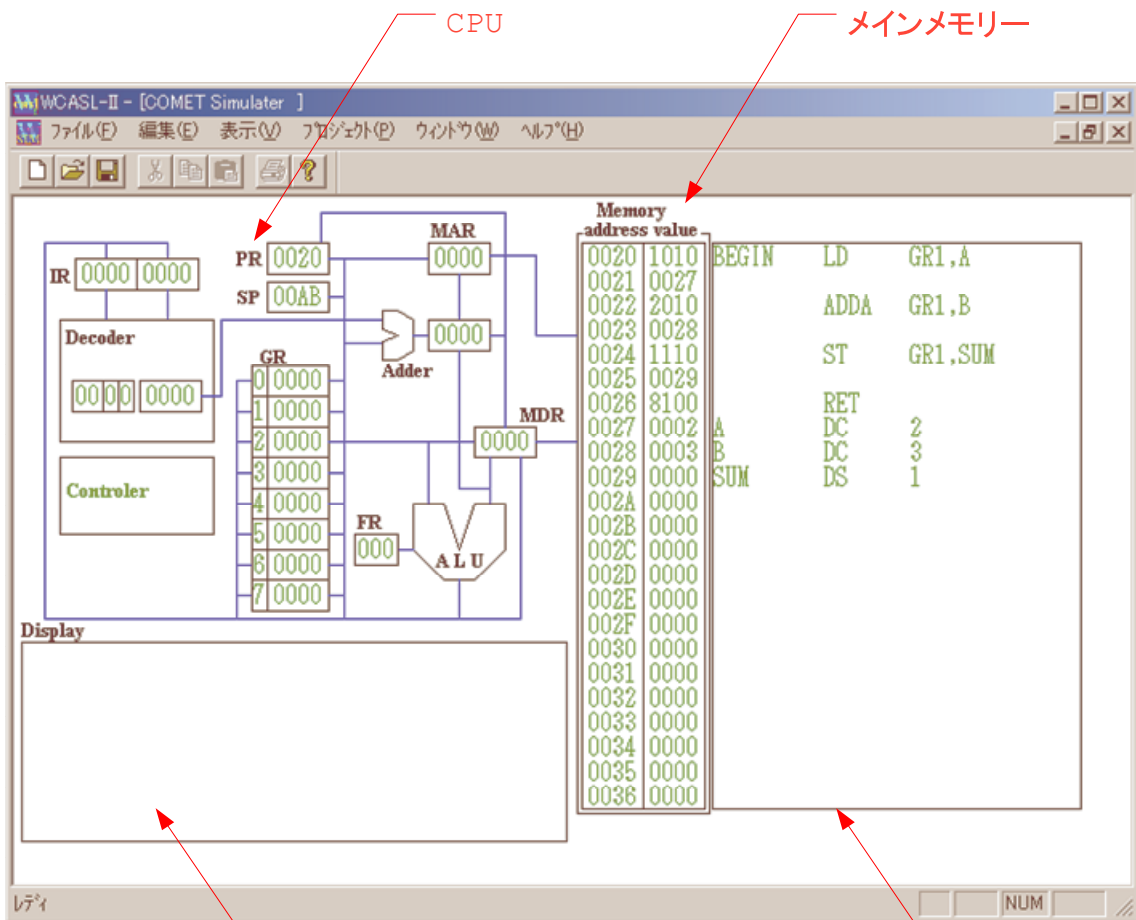 CPU
メインメモリー
WCASL-II - [COMET Simulater ]
ファイル(F) 編集(E) 表示(V) プロジェクト(P) ウィンドウ(W) ヘルプ(H)
Memory
address value
MAR
PR 0020
0000
IR 0000 0000
SP 00AB
Decoder
0000
Adder
00 00 0000
GR
0 0000
1 0000
MDR
2 0000
0000
3 0000
Controler
4 0000
FR
5 0000
000
ALU
6 0000
7 0000
0020 1010 BEGIN LD GR1,A
0021 0027
0022 2010 ADDA GR1,B
0023 0028
0024 1110 ST GR1,SUM
0025 0029
0026 8100 RET
0027 0002 A DC 2
0028 0003 B DC 3
0029 0000 SUM DS 1
002A 0000
002B 0000
002C 0000
002D 0000
002E 0000
002F 0000
0030 0000
0031 0000
0032 0000
0033 0000
0034 0000
0035 0000
0036 0000
Display
レディ
NUM